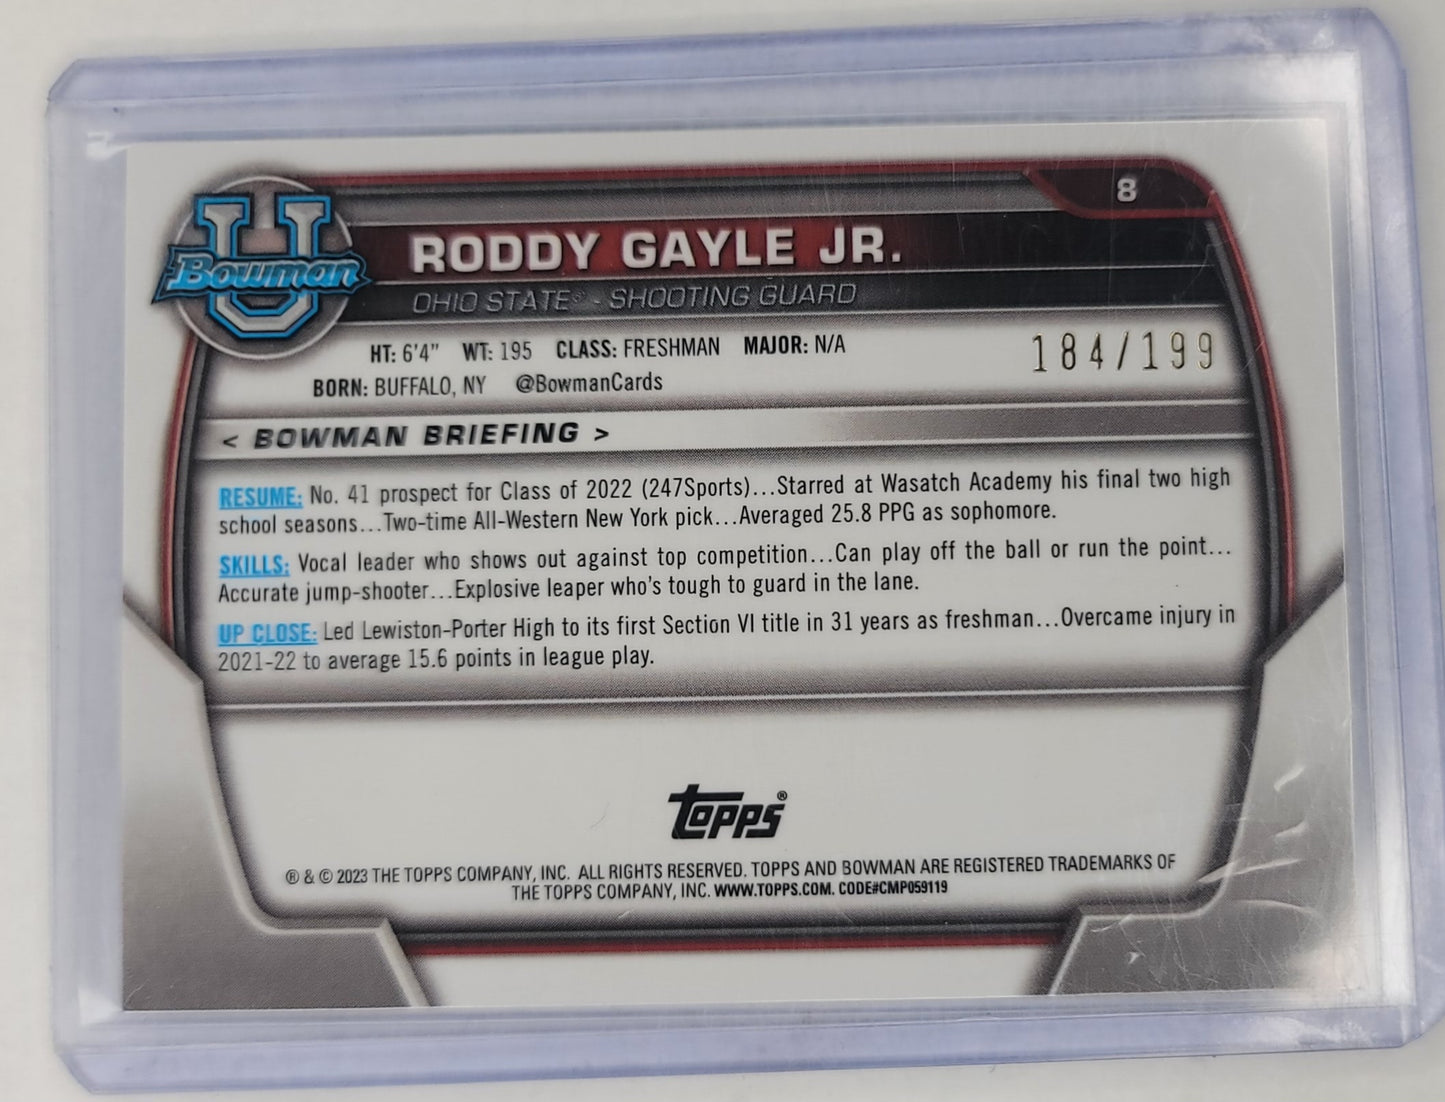 8
U
Bowman
RODDY GAYLE JR.
OHIO STATE® - SHOOTING GUARD
HT: 6'4" WT: 195 CLASS: FRESHMAN MAJOR: N/A
184/199
BORN: BUFFALO, NY @BowmanCards
< BOWMAN BRIEFING >
RESUME: No. 41 prospect for Class of 2022 (247Sports)...Starred at Wasatch Academy his final two high
school seasons...Two-time All-Western New York pick...Averaged 25.8 PPG as sophomore.
SKILLS: Vocal leader who shows out against top competition...Can play off the ball or run the point...
Accurate jump-shooter...Explosive leaper who's tough to guard in the lane.
UP CLOSE: Led Lewiston-Porter High to its first Section VI title in 31 years as freshman...Overcame injury in
2021-22 to average 15.6 points in league play.
TOPPS®
® & © 2023 THE TOPPS COMPANY, INC. ALL RIGHTS RESERVED. TOPPS AND BOWMAN ARE REGISTERED TRADEMARKS OF
THE TOPPS COMPANY, INC. WWW.TOPPS.COM. CODE#CMP059119